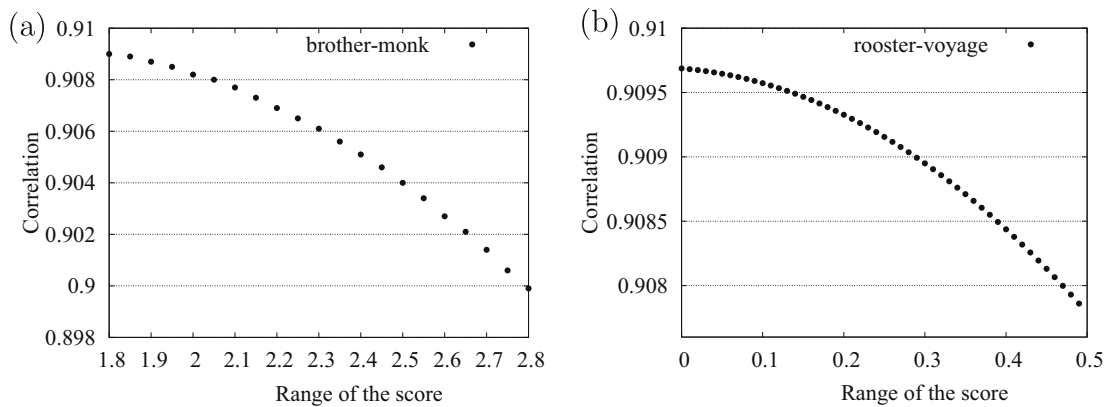 (a)
brother-monk
0.91
0.908
0.906
0.904
0.902
0.9
0.898
Correlation
1.8 1.9 2 2.1 2.2 2.3 2.4 2.5 2.6 2.7 2.8
Range of the score
(b)
rooster-voyage
0.91
0.9095
0.909
0.9085
0.908
Correlation
0 0.1 0.2 0.3 0.4 0.5
Range of the score